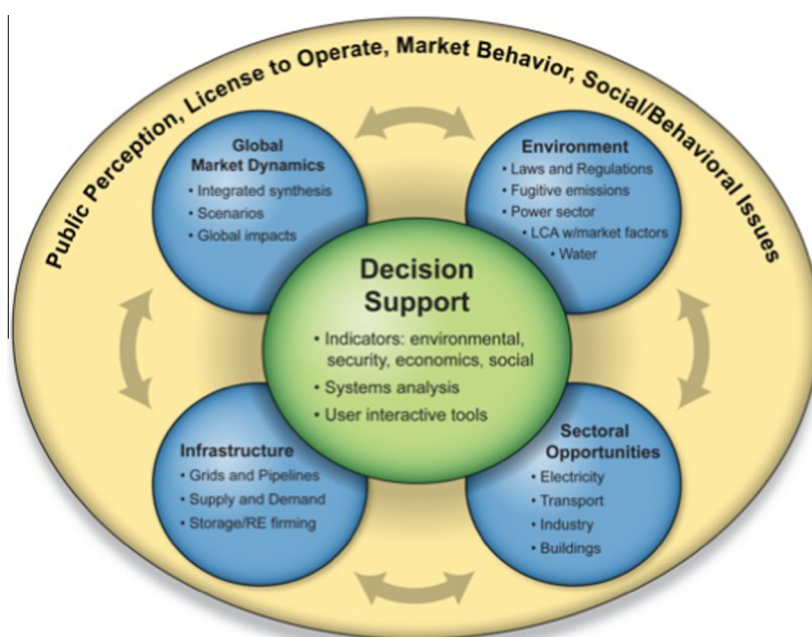 Public Perception, License to Operate, Market Behavior, Social/Behavioral Issues
Global
Market Dynamics
• Integrated synthesis
• Scenarios
• Global impacts
Environment
• Laws and Regulations
• Fugitive emissions
• Power sector
• LCA w/market factors
• Water
Decision
Support
• Indicators: environmental,
security, economics, social
• Systems analysis
• User interactive tools
Infrastructure
• Grids and Pipelines
• Supply and Demand
• Storage/RE firming
Sectoral
Opportunities
• Electricity
• Transport
• Industry
• Buildings